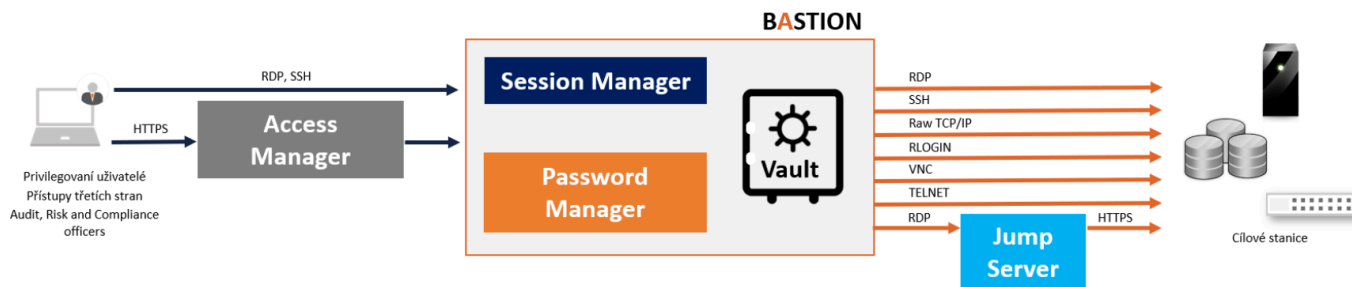 BASTION
RDP, SSH
HTTPS
Access
Manager
Privilegovaní uživatelé
Přístupy třetích stran
Audit, Risk and Compliance
officers
Session Manager
Password
Manager
Vault
RDP
SSH
Raw TCP/IP
RLOGIN
VNC
TELNET
RDP
Jump
Server
HTTPS
Cílové stanice